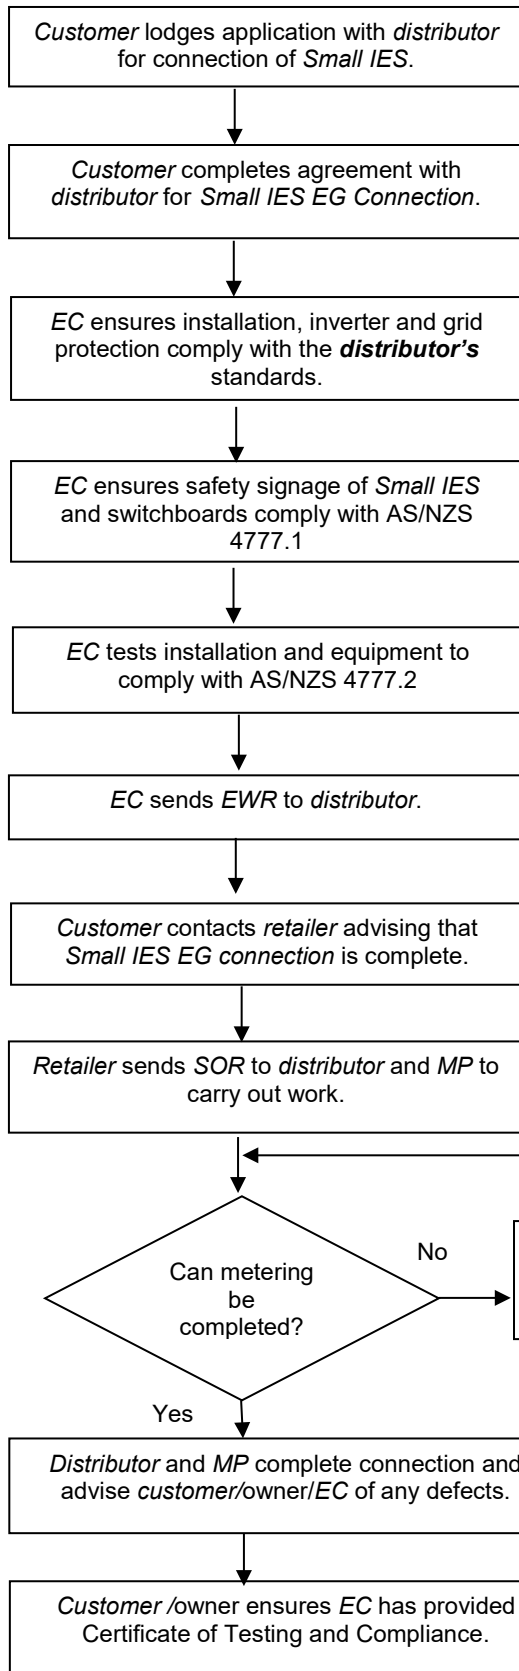 Customer lodges application with distributor
for connection of Small IES.
Customer completes agreement with
distributor for Small IES EG Connection.
EC ensures installation, inverter and grid
protection comply with the distributor's
standards.
EC ensures safety signage of Small IES
and switchboards comply with AS/NZS
4777.1
EC tests installation and equipment to
comply with AS/NZS 4777.2
EC sends EWR to distributor.
Customer contacts retailer advising that
Small IES EG connection is complete.
Retailer sends SOR to distributor and MP to
carry out work.
No
Can metering
be
completed?
Yes
Distributor and MP complete connection and
advise customer/owner/EC of any defects.
Customer /owner ensures EC has provided
Certificate of Testing and Compliance.